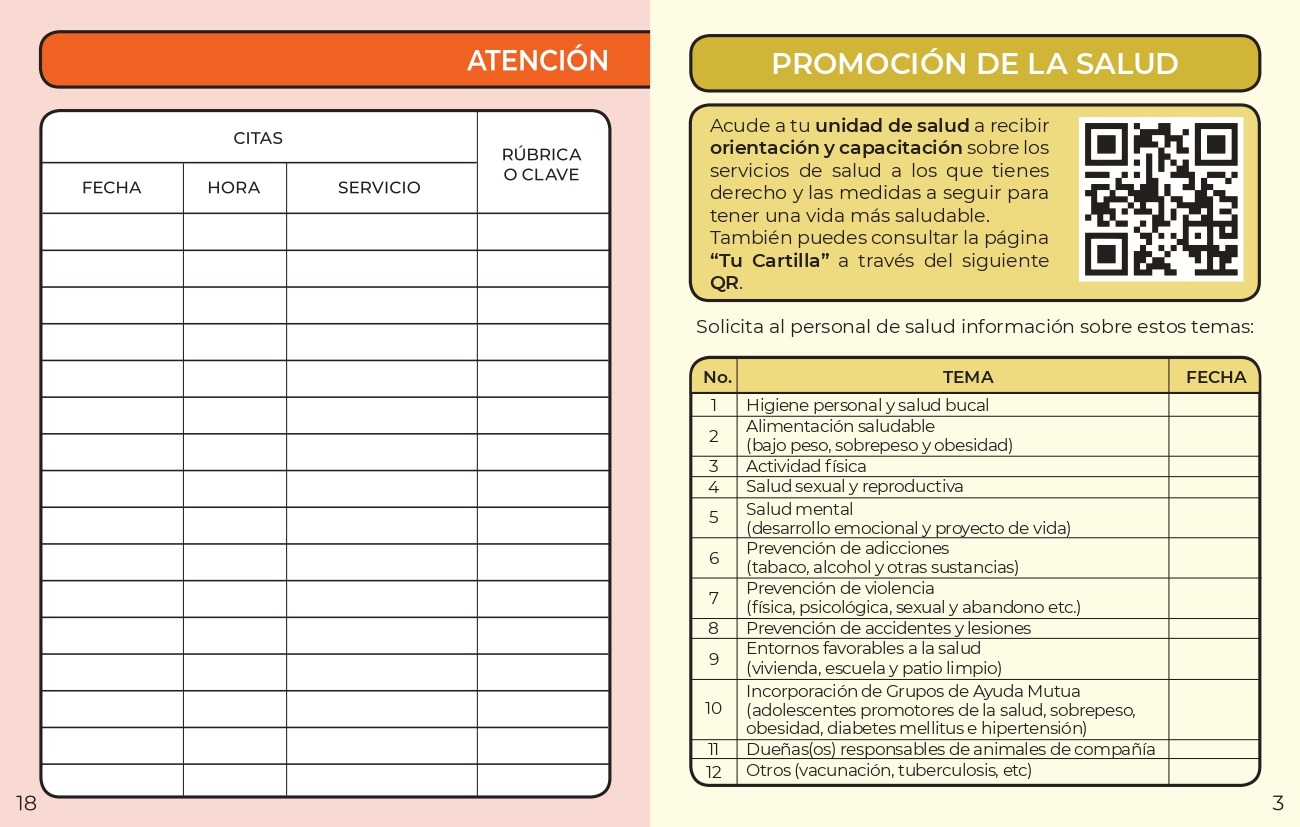 ATENCIÓN
CITAS
RÚBRICA
O CLAVE
FECHA HORA SERVICIO
18
PROMOCIÓN DE LA SALUD
Acude a tu unidad de salud a recibir
orientación y capacitación sobre los
servicios de salud a los que tienes
derecho y las medidas a seguir para
tener una vida más saludable.
También puedes consultar la página
“Tu Cartilla” a través del siguiente
QR.
Solicita al personal de salud información sobre estos temas:
No. TEMA FECHA
1 Higiene personal y salud bucal
2 Alimentación saludable
(bajo peso, sobrepeso y obesidad)
3 Actividad física
4 Salud sexual y reproductiva
5 Salud mental
(desarrollo emocional y proyecto de vida)
6 Prevención de adicciones
(tabaco, alcohol y otras sustancias)
7 Prevención de violencia
(física, psicológica, sexual y abandono etc.)
8 Prevención de accidentes y lesiones
9 Entornos favorables a la salud
(vivienda, escuela y patio limpio)
10 Incorporación de Grupos de Ayuda Mutua
(adolescentes promotores de la salud, sobrepeso,
obesidad, diabetes mellitus e hipertensión)
11 Dueñas(os) responsables de animales de compañía
12 Otros (vacunación, tuberculosis, etc)
3